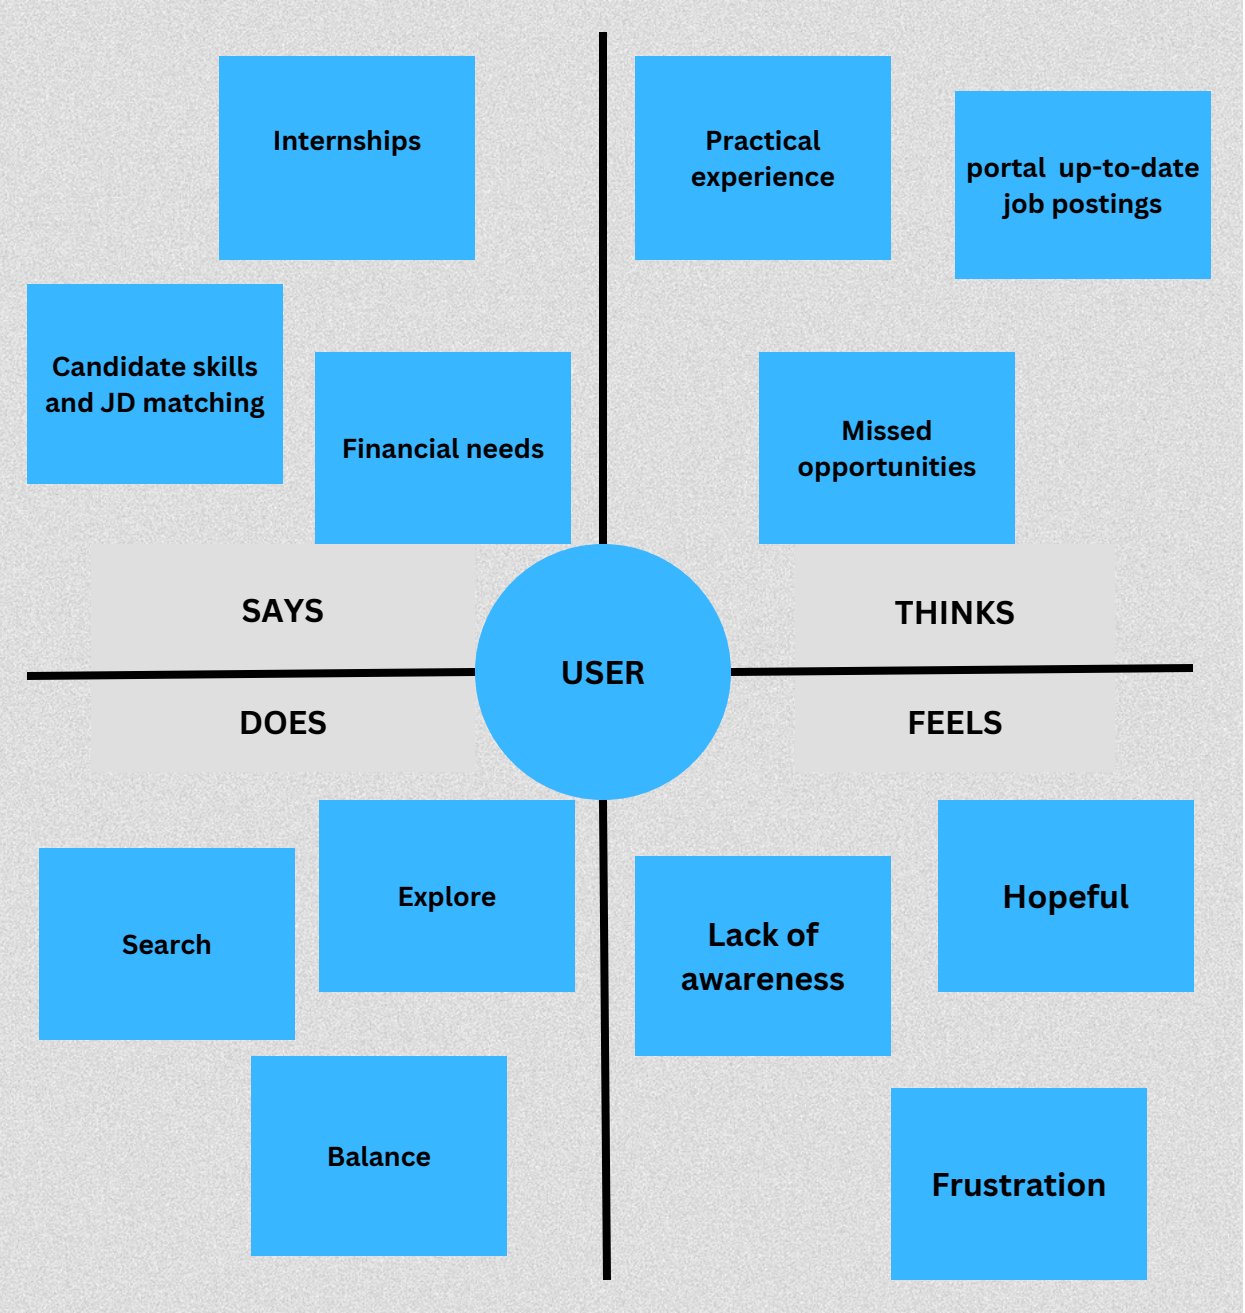 Internships
Practical
experience
portal  up-to-date
job postings
Candidate skills
and JD matching
Financial needs
Missed
opportunities
SAYS
THINKS
USER
DOES
FEELS
Search
Explore
Balance
Lack of
awareness
Hopeful
Frustration